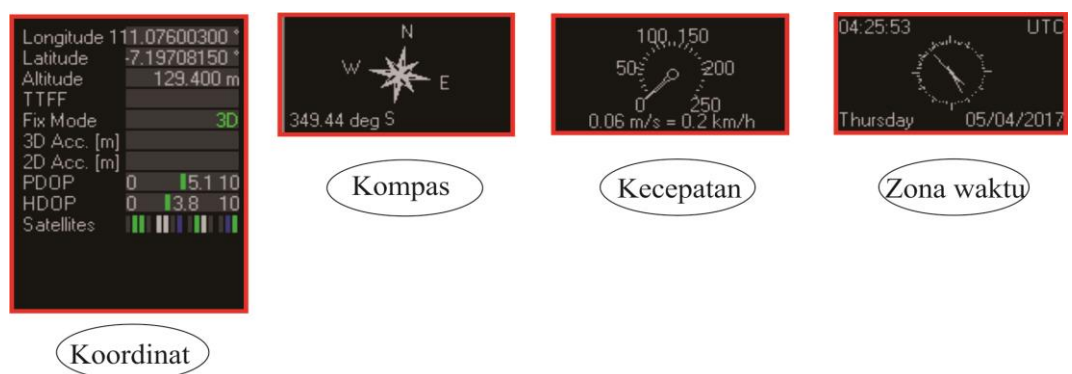 Longitude 111.07600300 °
Latitude -7.19708150 °
Altitude 129.400 m
TTFF
Fix Mode 3D
3D Acc. [m]
2D Acc. [m]
PDOP 0 5.1 10
HDOP 0 3.8 10
Satellites
Koordinat
N
W E
349.44 deg S
Kompas
100 150
50 200
0 250
0.06 m/s = 0.2 km/h
Kecepatan
04:25:53 UTC
Thursday 05/04/2017
Zona waktu